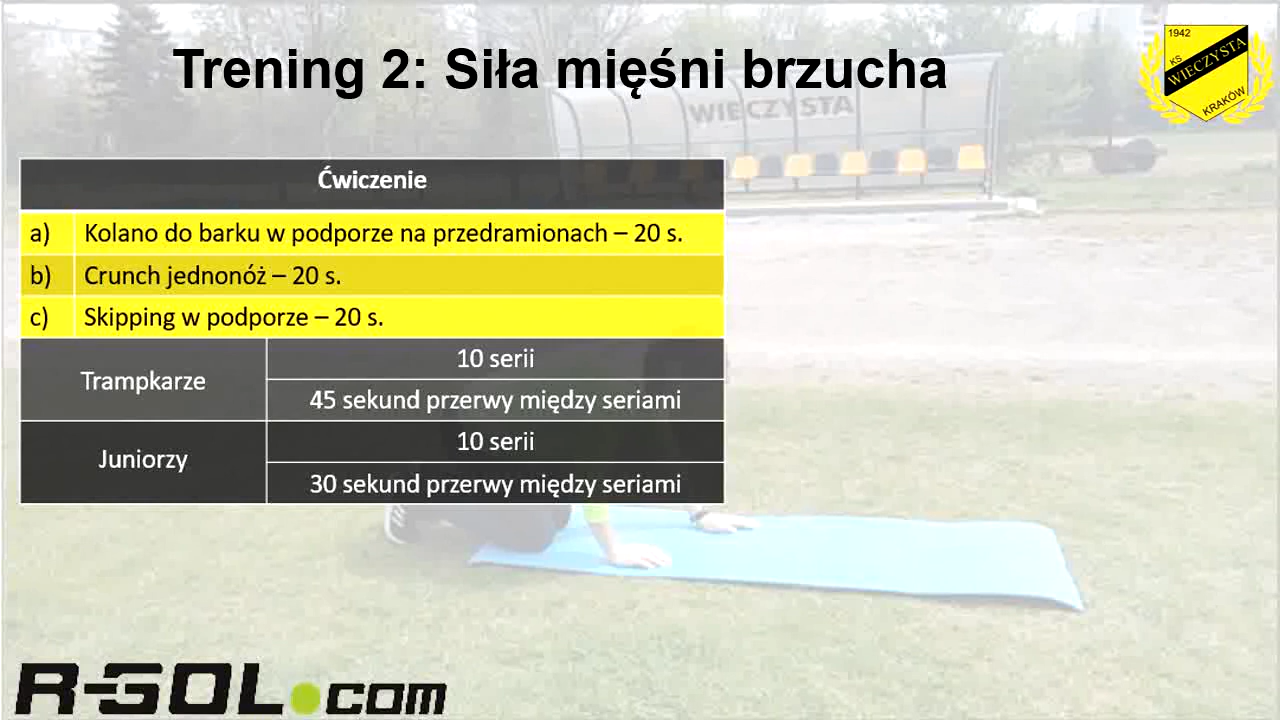 Trening 2: Siła mięśni brzucha
1942
KS
WIECZYSTA
KRAKÓW
WIECZYSTA
Ćwiczenie
a) Kolano do barku w podporze na przedramionach – 20 s.
b) Crunch jednonóż – 20 s.
c) Skipping w podporze – 20 s.
Trampkarze
10 serii
45 sekund przerwy między seriami
Juniorzy
10 serii
30 sekund przerwy między seriami
R-GOL.com